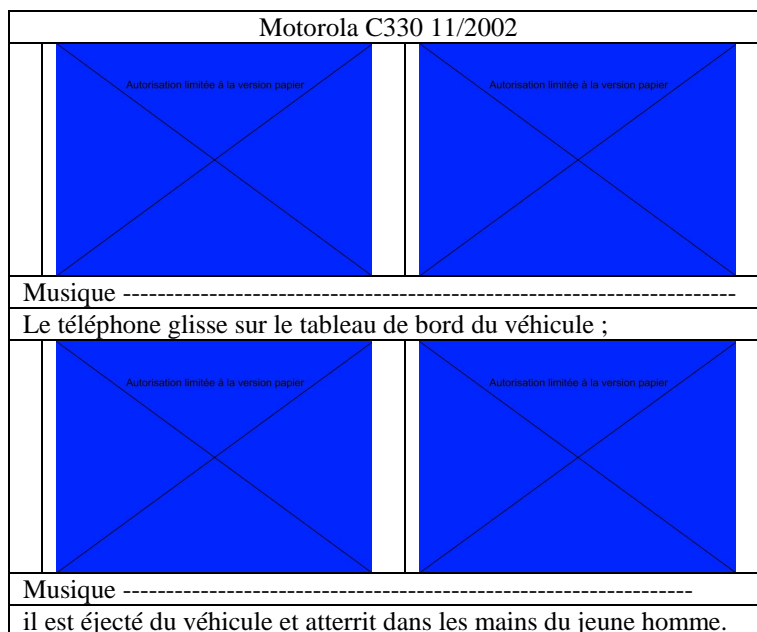 Motorola C330 11/2002
Autorisation limitée à la version papier Autorisation limitée à la version papier
Musique -----------------------------------------------------------------------
Le téléphone glisse sur le tableau de bord du véhicule ;
Autorisation limitée à la version papier Autorisation limitée à la version papier
Musique ------------------------------------------------------------------
il est éjecté du véhicule et atterrit dans les mains du jeune homme.